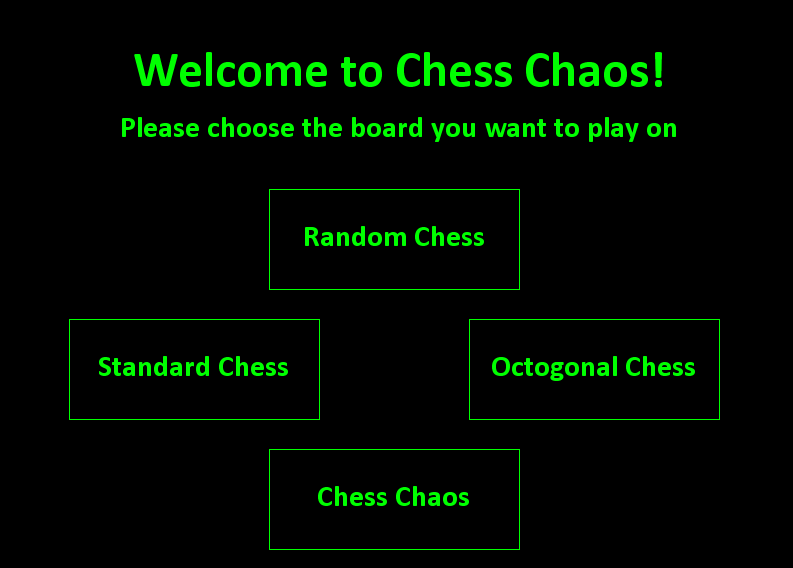 Welcome to Chess Chaos!
Please choose the board you want to play on
Random Chess
Standard Chess
Octogonal Chess
Chess Chaos